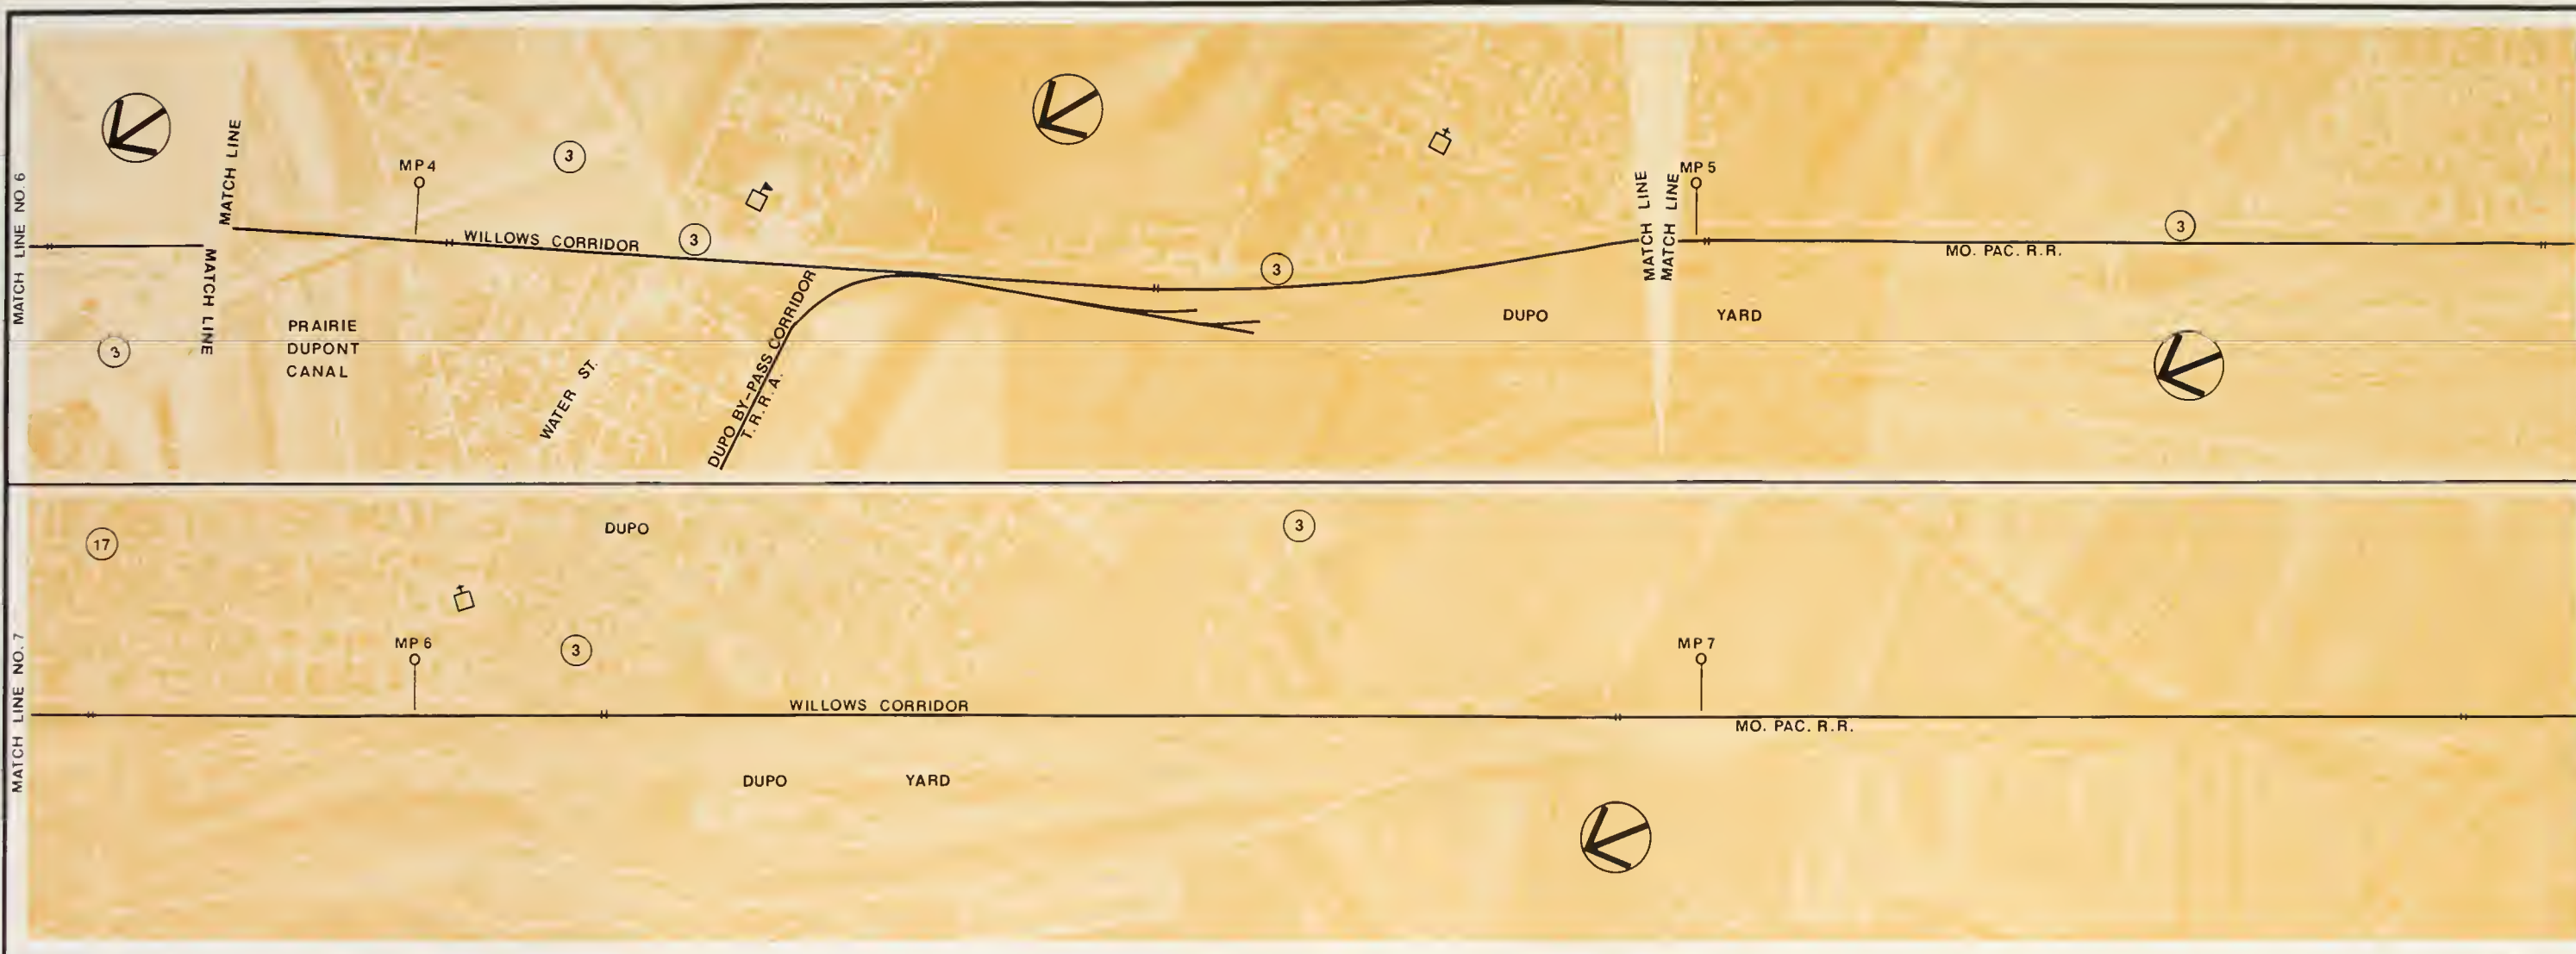 MATCH LINE NO. 6
MATCH LINE
MATCH LINE
3
PRAIRIE
DUPONT
CANAL
MP 4
3
WILLOWS CORRIDOR
3
WATER ST.
DUPO BY-PASS CORRIDOR
T. R. R. A.
3
DUPO
MATCH LINE
MATCH LINE
MP 5
YARD
MO. PAC. R.R.
3
MATCH LINE NO. 7
17
DUPO
3
MP 6
3
WILLOWS CORRIDOR
DUPO YARD
MP 7
MO. PAC. R.R.